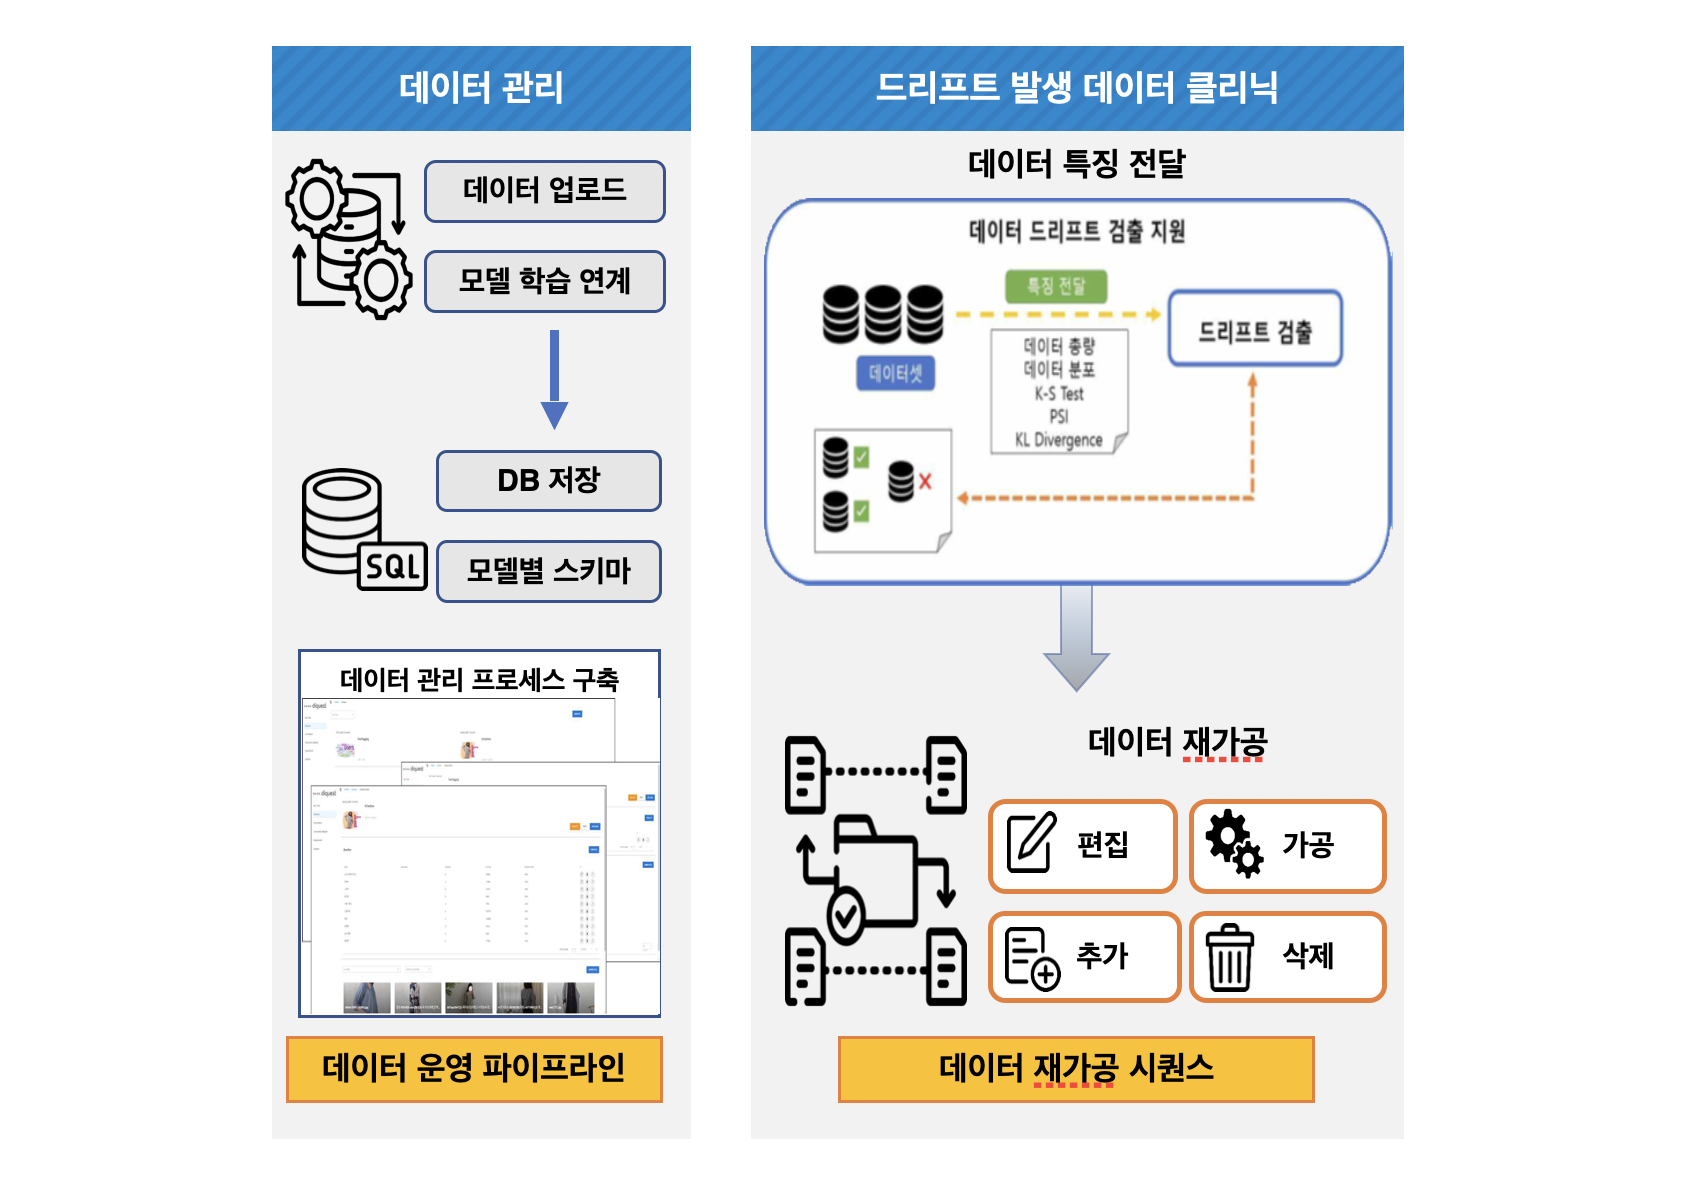 데이터 관리
데이터 업로드
모델 학습 연계
DB 저장
SQL
모델별 스키마
데이터 관리 프로세스 구축
diquest
diquest
diquest
데이터 운영 파이프라인
드리프트 발생 데이터 클리닉
데이터 특징 전달
데이터 드리프트 검출 지원
특징 전달
데이터셋
드리프트 검출
데이터 총량
데이터 분포
K-S Test
PSI
KL Divergence
데이터 재가공
편집
가공
추가
삭제
데이터 재가공 시퀀스